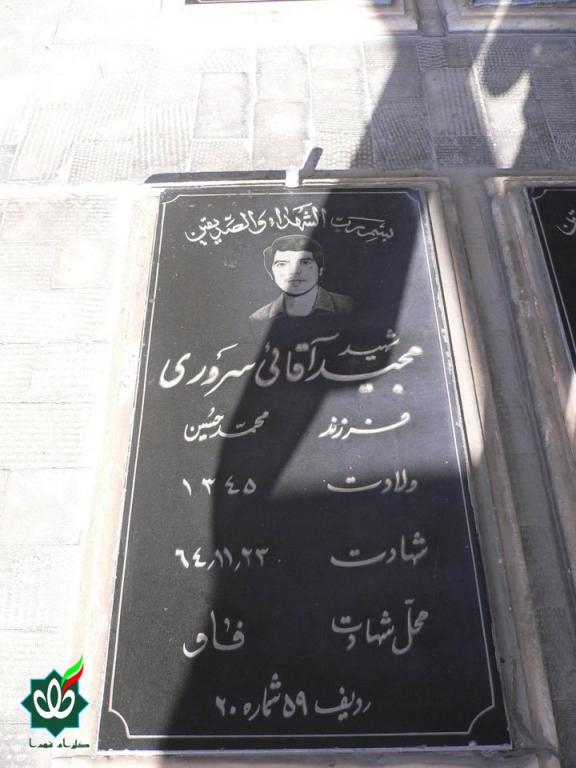 بسم رب الشهداء والصدیقین
شهید
مجید آقائی سروری
فرزند محمدحسین
ولادت ۱۳۴۵
شهادت ۶۴٫۱۱٫۲۳
محل شهادت فاو
ردیف ۵۹ شماره ۲۰